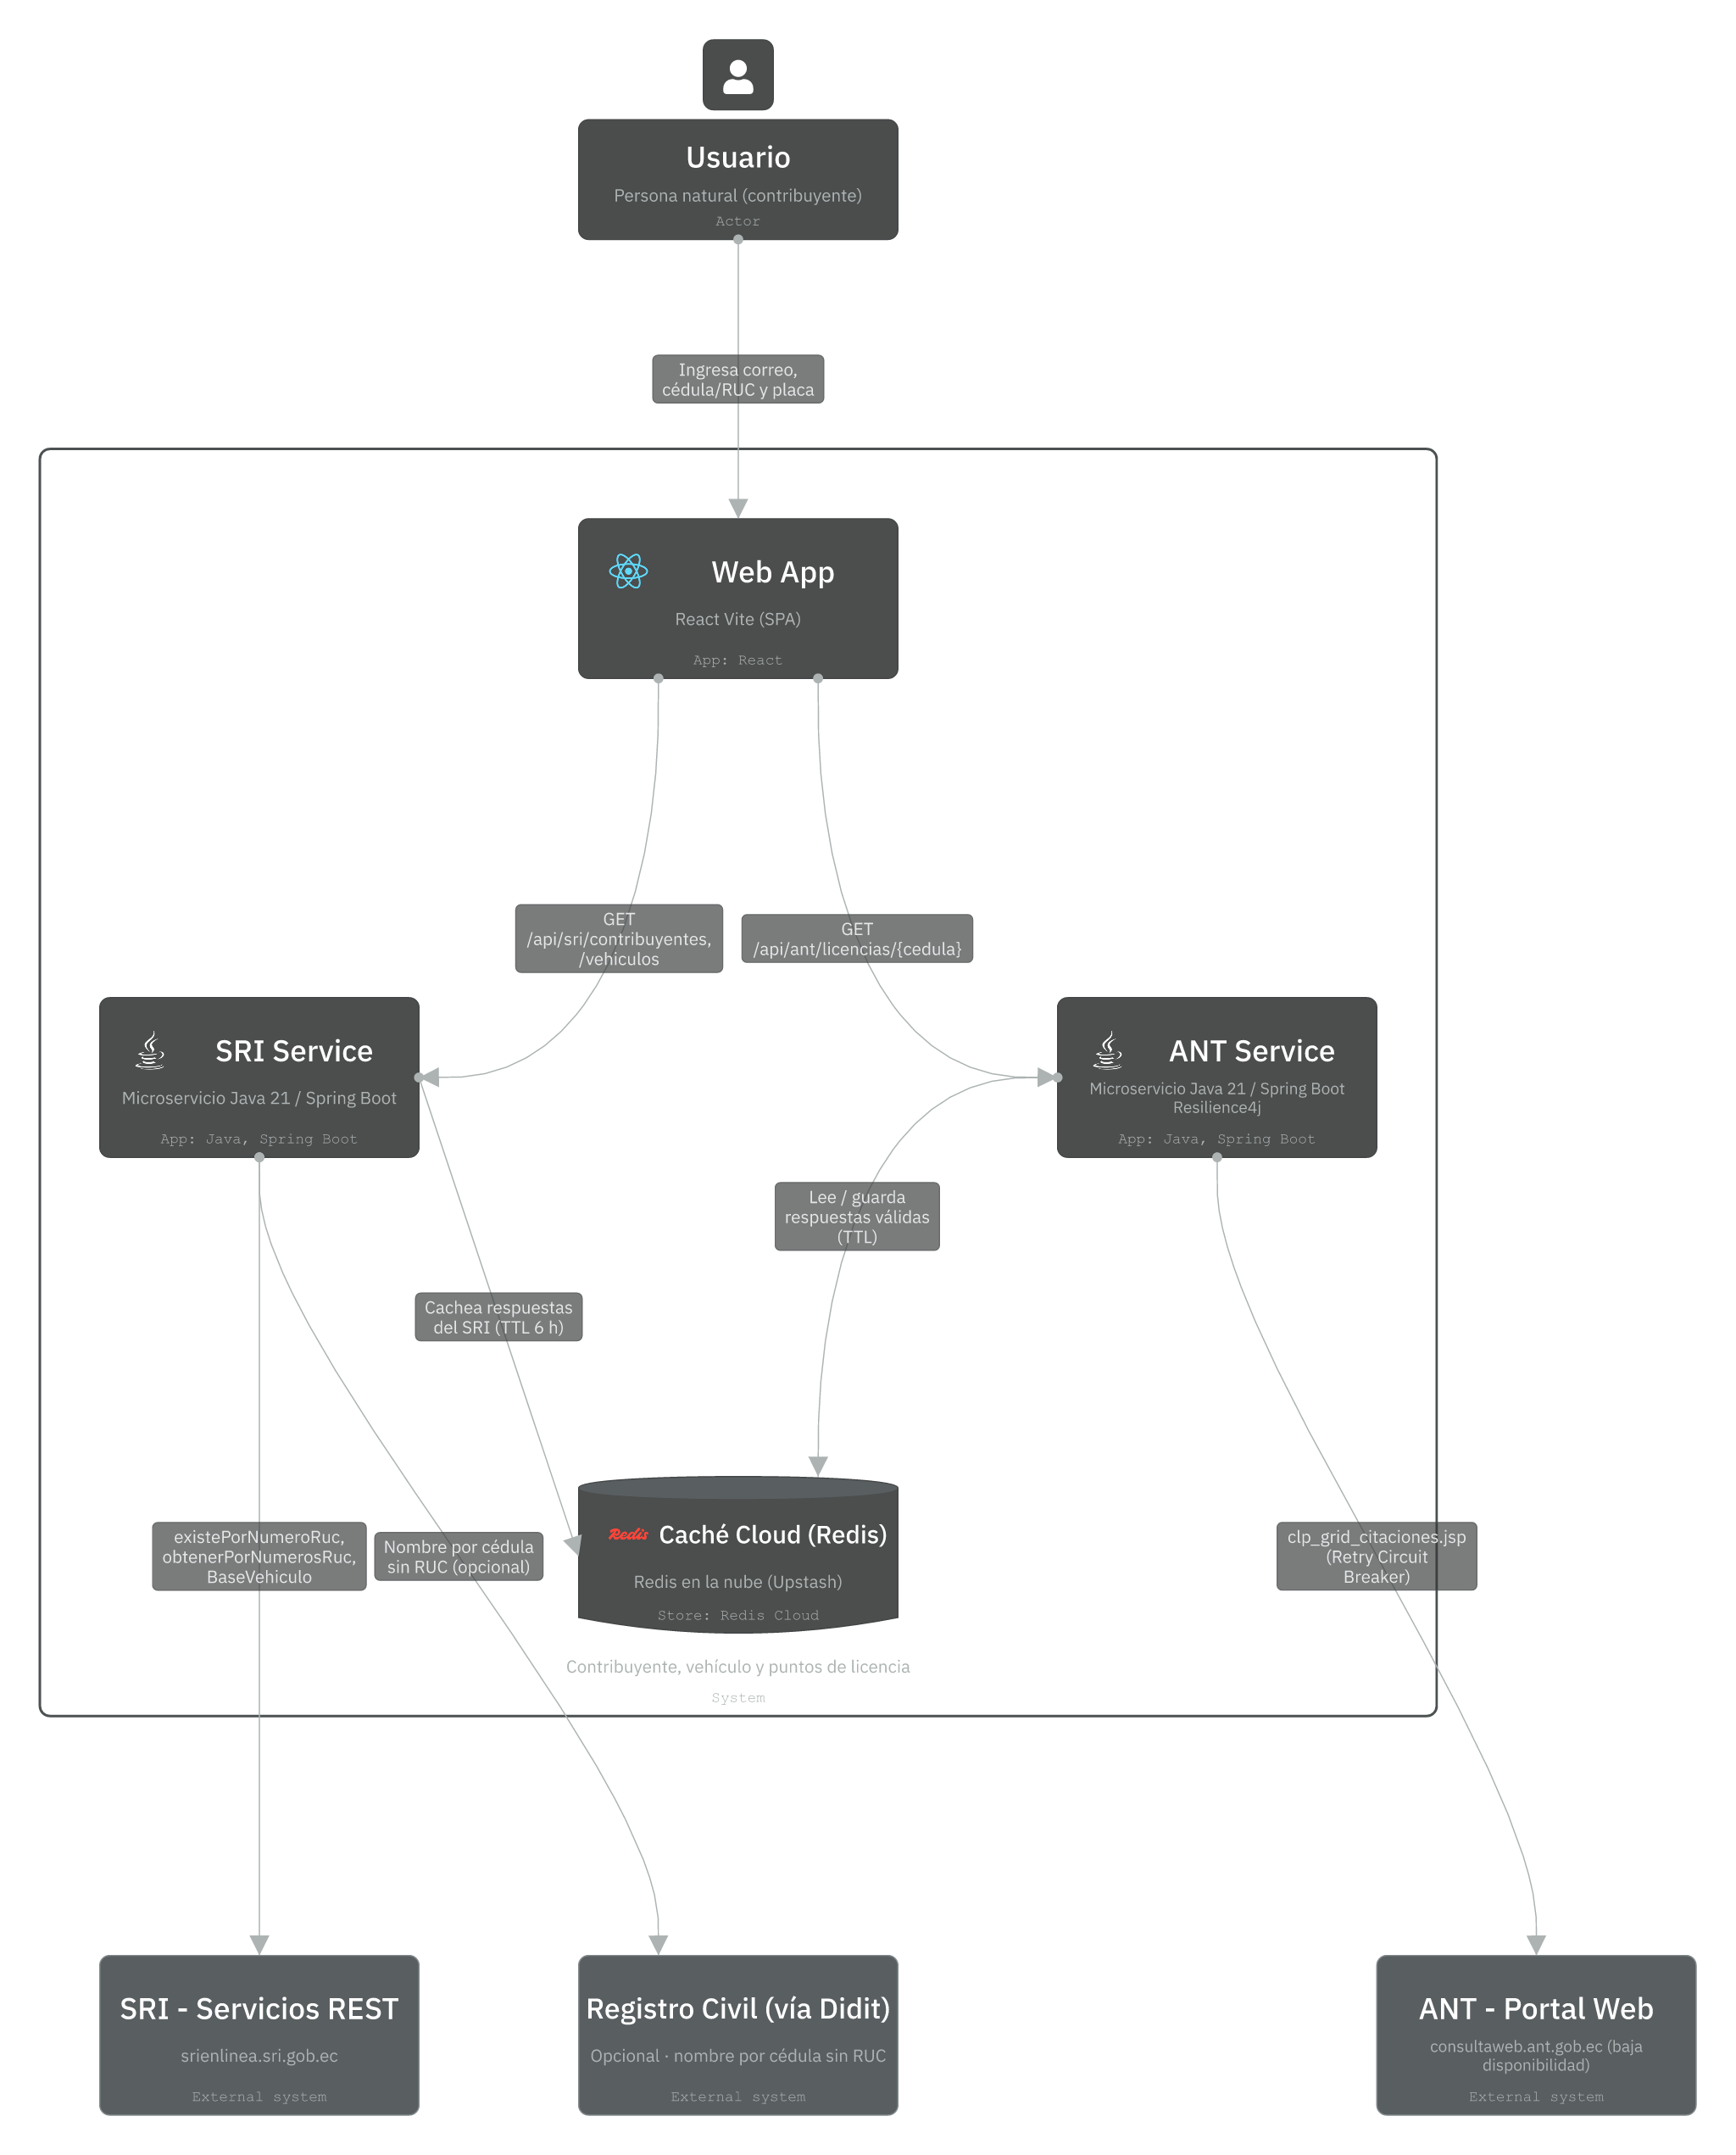 Usuario
Persona natural (contribuyente)
Actor
Ingresa correo,
cédula/RUC y placa
Web App
React Vite (SPA)
App: React
GET
/api/sri/contribuyentes,
/vehiculos
GET
/api/ant/licencias/{cedula}
SRI Service
Microservicio Java 21 / Spring Boot
App: Java, Spring Boot
ANT Service
Microservicio Java 21 / Spring Boot
Resilience4j
App: Java, Spring Boot
Lee / guarda
respuestas válidas
(TTL)
Cachea respuestas
del SRI (TTL 6 h)
existePorNumeroRuc,
obtenerPorNumerosRuc,
BaseVehiculo
Nombre por cédula
sin RUC (opcional)
redis
Caché Cloud (Redis)
Redis en la nube (Upstash)
Store: Redis Cloud
clp_grid_citaciones.jsp
(Retry Circuit
Breaker)
Contribuyente, vehículo y puntos de licencia
System
SRI - Servicios REST
srienlinea.sri.gob.ec
External system
Registro Civil (vía Didit)
Opcional · nombre por cédula sin RUC
External system
ANT - Portal Web
consultaweb.ant.gob.ec (baja
disponibilidad)
External system